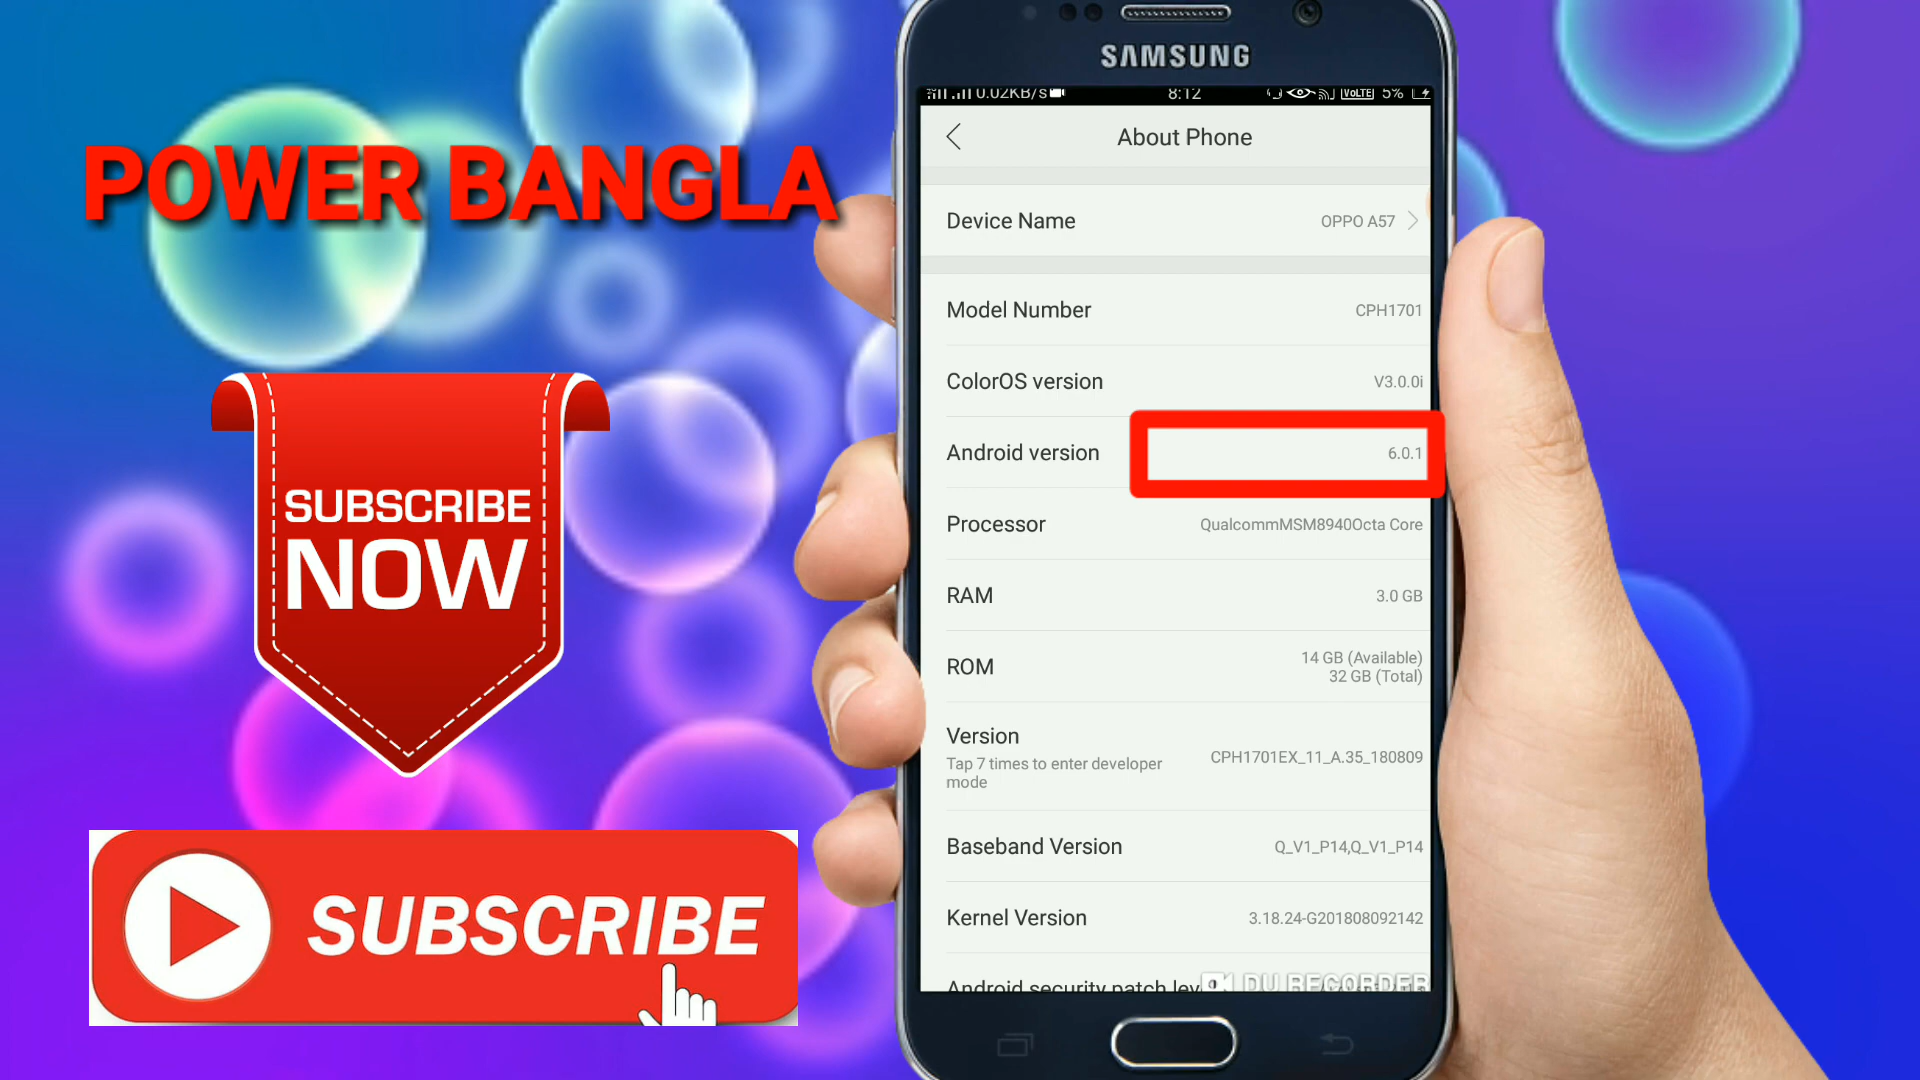 POWER BANGLA
SUBSCRIBE
NOW
SUBSCRIBE
SAMSUNG
0.02KB/s 8:12 VoLTE 5%
About Phone
Device Name OPPO A57
Model Number CPH1701
ColorOS version V3.0.0i
Android version 6.0.1
Processor QualcommMSM8940Octa Core
RAM 3.0 GB
ROM 14 GB (Available)
32 GB (Total)
Version CPH1701EX_11_A.35_180809
Tap 7 times to enter developer
mode
Baseband Version Q_V1_P14,Q_V1_P14
Kernel Version 3.18.24-G201808092142
Android security patch
DU RECORDER